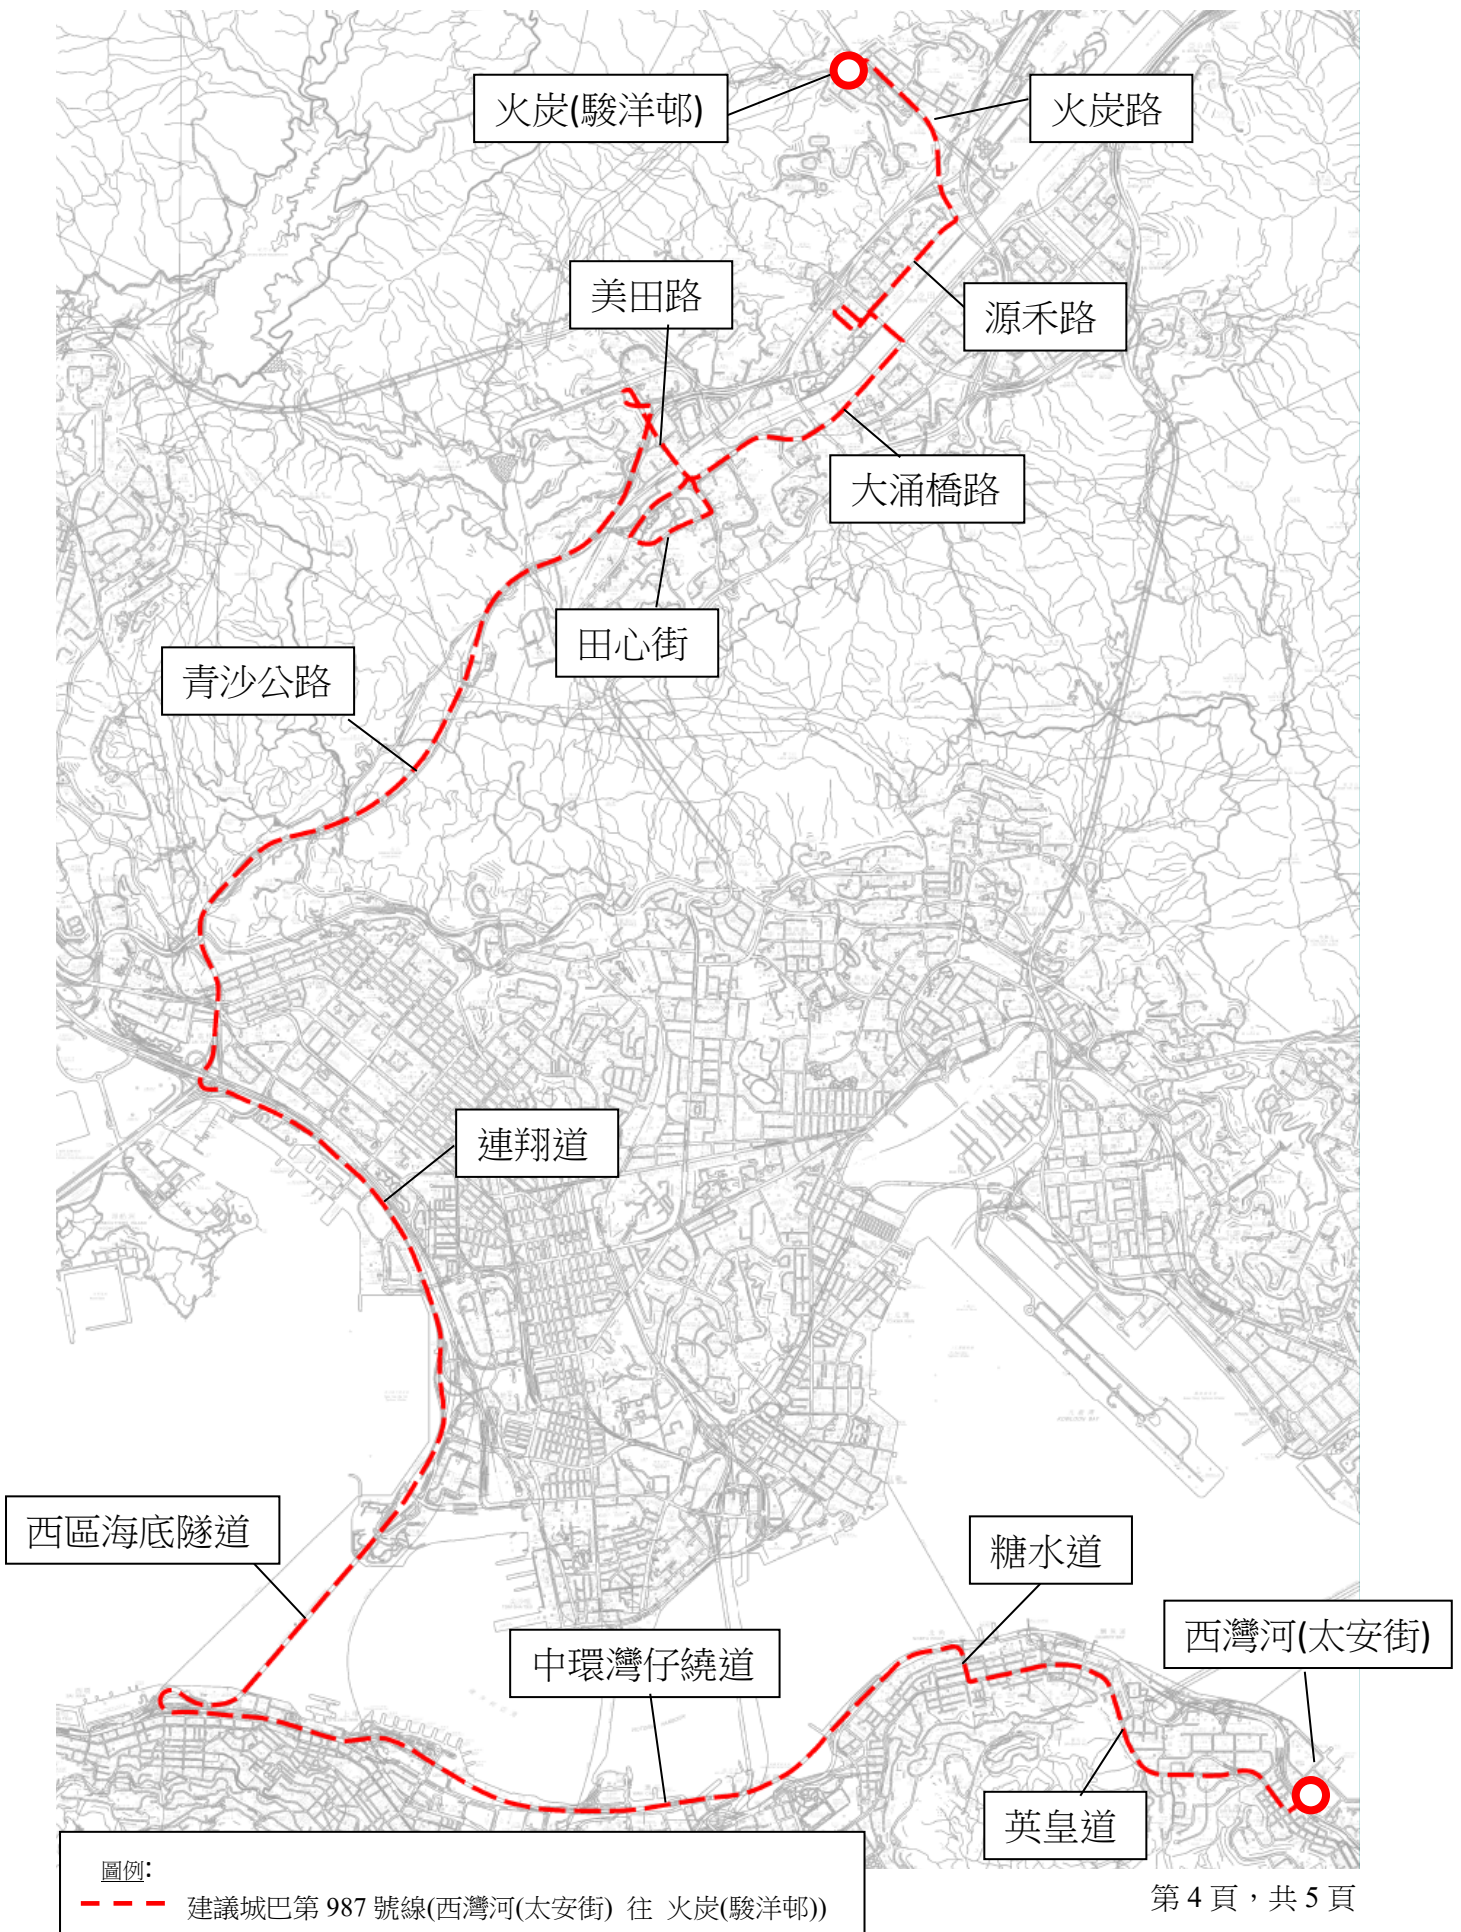 火炭(駿洋邨)
火炭路
美田路
源禾路
大涌橋路
田心街
青沙公路
連翔道
西區海底隧道
糖水道
西灣河(太安街)
中環灣仔繞道
英皇道
圖例:
建議城巴第 987 號線(西灣河(太安街) 往 火炭(駿洋邨))
第 4 頁，共 5 頁